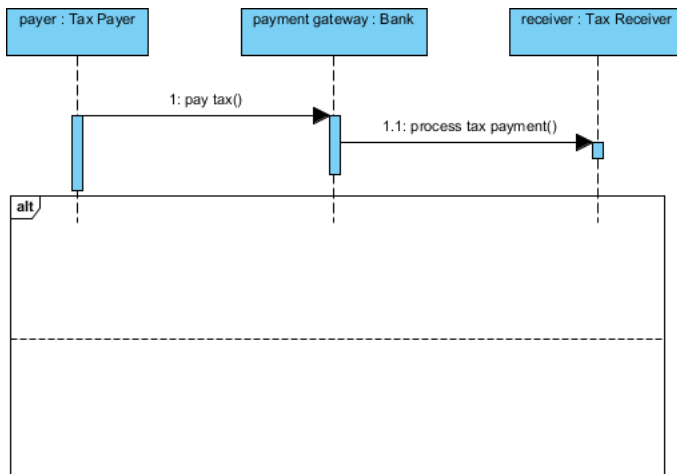 payer : Tax Payer
payment gateway : Bank
receiver : Tax Receiver
1: pay tax()
1.1: process tax payment()
alt